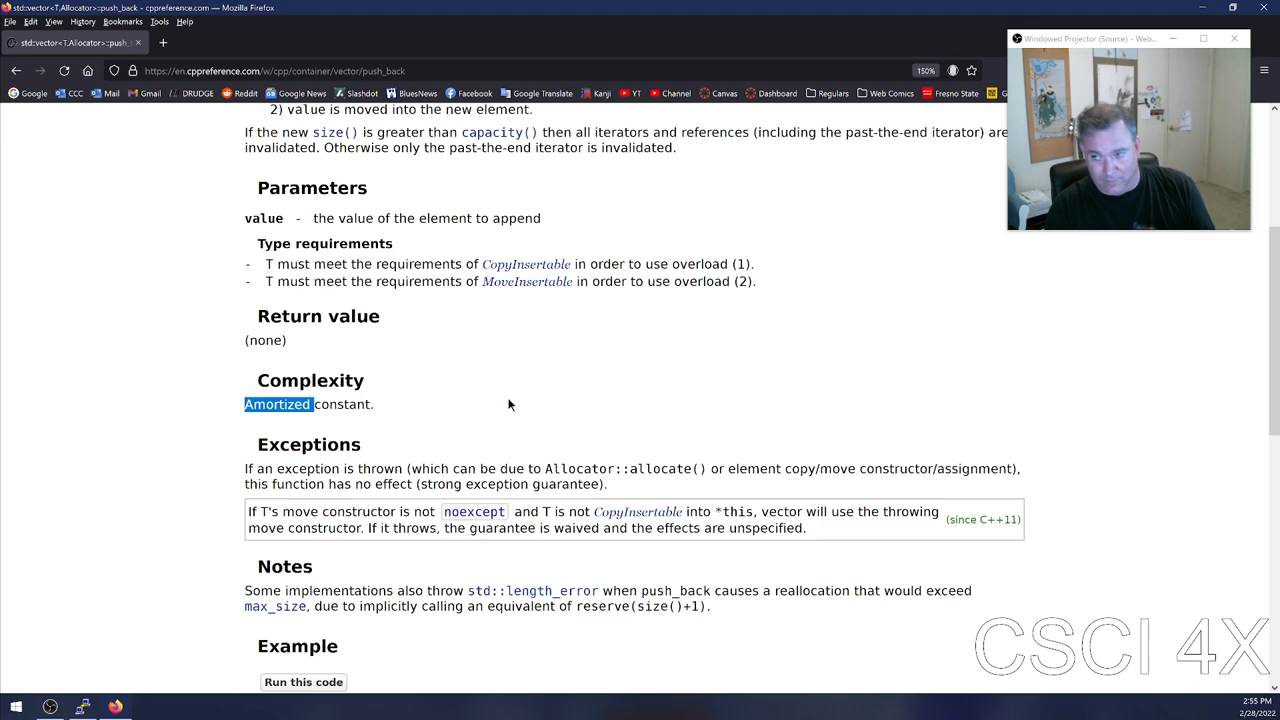 std::vector<T,Allocator>::push_back - cppreference.com — Mozilla Firefox
File Edit View History Bookmarks Tools Help
std::vector<T,Allocator>::push_
https://en.cppreference.com/w/cpp/container/vector/push_back
150%
Google CCC Mail Gmail DRUDGE Reddit Google News Slashdot BluesNews Facebook Google Translate Kanji YT Channel Canvas Dashboard Regulars Web Comics Fresno State
Windowed Projector (Source) - Web...
2) value is moved into the new element.
If the new size() is greater than capacity() then all iterators and references (including the past-the-end iterator) are
invalidated. Otherwise only the past-the-end iterator is invalidated.
Parameters
value - the value of the element to append
Type requirements
- T must meet the requirements of CopyInsertable in order to use overload (1).
- T must meet the requirements of MoveInsertable in order to use overload (2).
Return value
(none)
Complexity
Amortized constant.
Exceptions
If an exception is thrown (which can be due to Allocator::allocate() or element copy/move constructor/assignment),
this function has no effect (strong exception guarantee).
If T's move constructor is not noexcept and T is not CopyInsertable into *this, vector will use the throwing
move constructor. If it throws, the guarantee is waived and the effects are unspecified.
(since C++11)
Notes
Some implementations also throw std::length_error when push_back causes a reallocation that would exceed
max_size, due to implicitly calling an equivalent of reserve(size()+1).
Example
Run this code
CSCI 4X
2:55 PM
2/28/2022